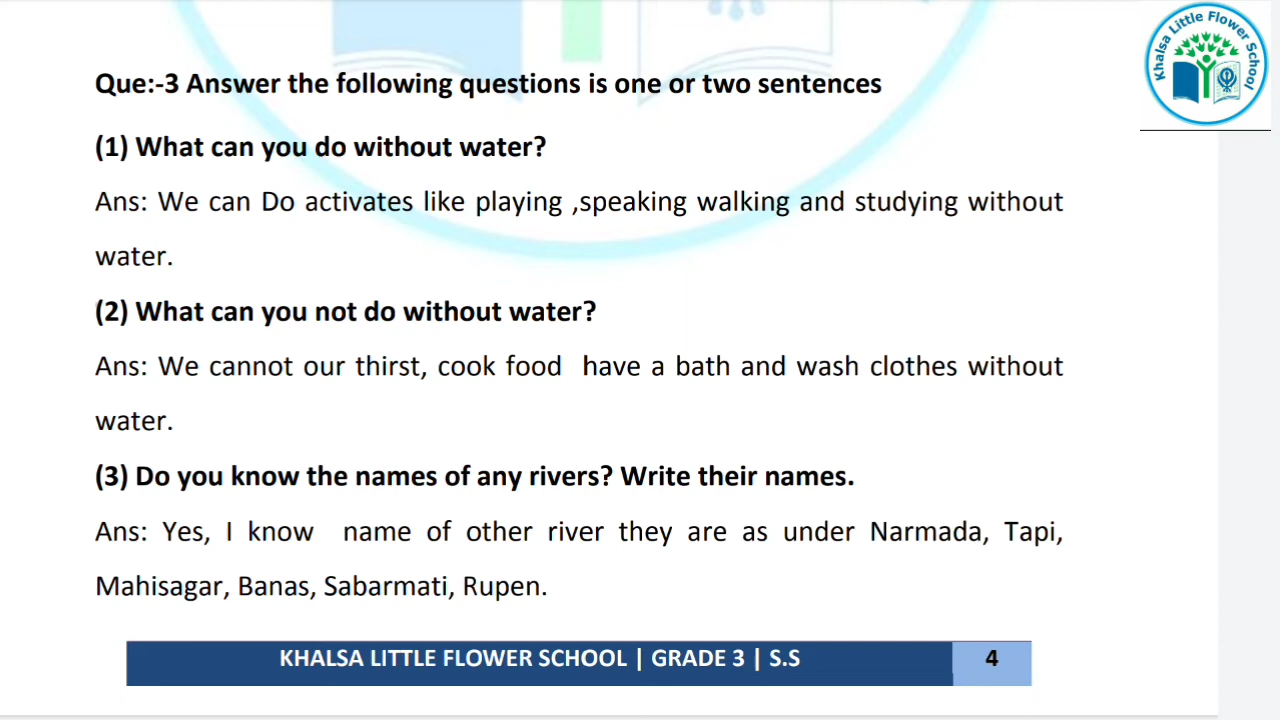 Khalsa Little Flower School
Que:-3 Answer the following questions is one or two sentences
(1) What can you do without water?
Ans: We can Do activates like playing ,speaking walking and studying without
water.
(2) What can you not do without water?
Ans: We cannot our thirst, cook food have a bath and wash clothes without
water.
(3) Do you know the names of any rivers? Write their names.
Ans: Yes, I know name of other river they are as under Narmada, Tapi,
Mahisagar, Banas, Sabarmati, Rupen.
KHALSA LITTLE FLOWER SCHOOL | GRADE 3 | S.S 4